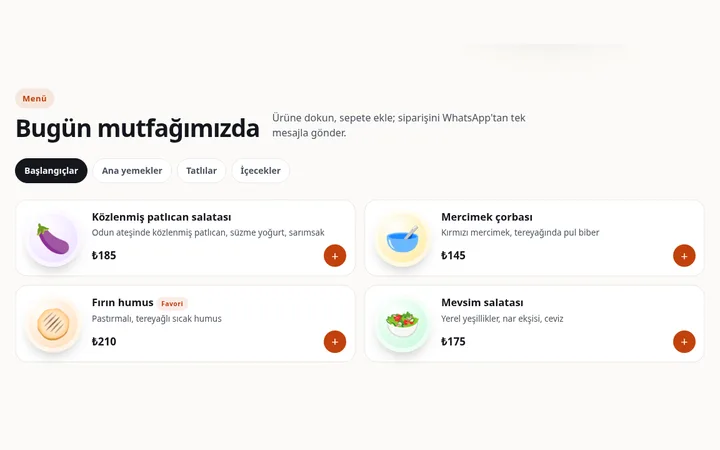 Menü
Bugün mutfağımızda
Ürüne dokun, sepete ekle; siparişini WhatsApp'tan tek
mesajla gönder.
Başlangıçlar
Ana yemekler
Tatlılar
İçecekler
Közlenmiş patlıcan salatası
Odun ateşinde közlenmiş patlıcan, süzme yoğurt, sarımsak
₺185
+
Mercimek çorbası
Kırmızı mercimek, tereyağında pul biber
₺145
+
Fırın humus Favori
Pastırmalı, tereyağlı sıcak humus
₺210
+
Mevsim salatası
Yerel yeşillikler, nar ekşisi, ceviz
₺175
+